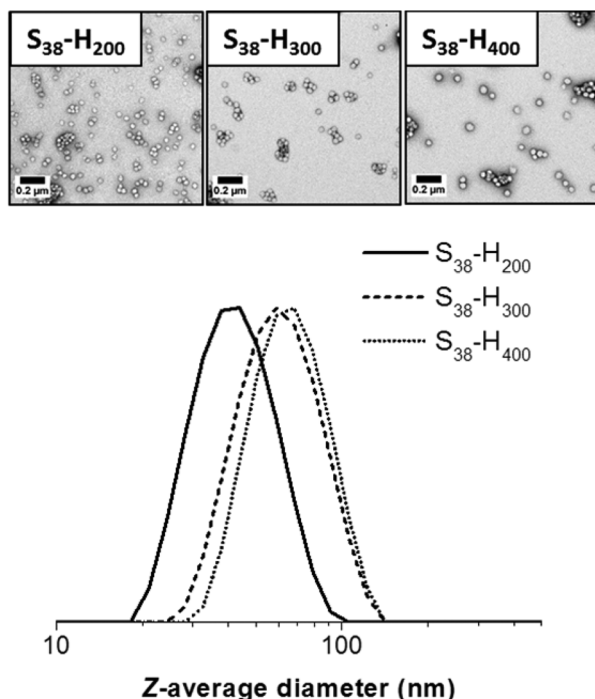 S₃₈-H₂₀₀
S₃₈-H₃₀₀
S₃₈-H₄₀₀
0.2 µm
0.2 µm
0.2 µm
S₃₈-H₂₀₀
S₃₈-H₃₀₀
S₃₈-H₄₀₀
10
100
Z-average diameter (nm)